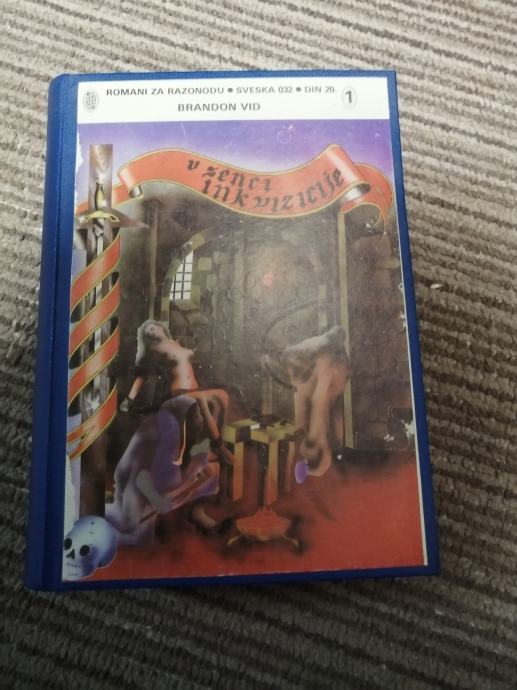 ROMANI ZA RAZONODU ● SVESKA 032 ● DIN 20.
1
BRANDON VID
v senci
inkvizicije